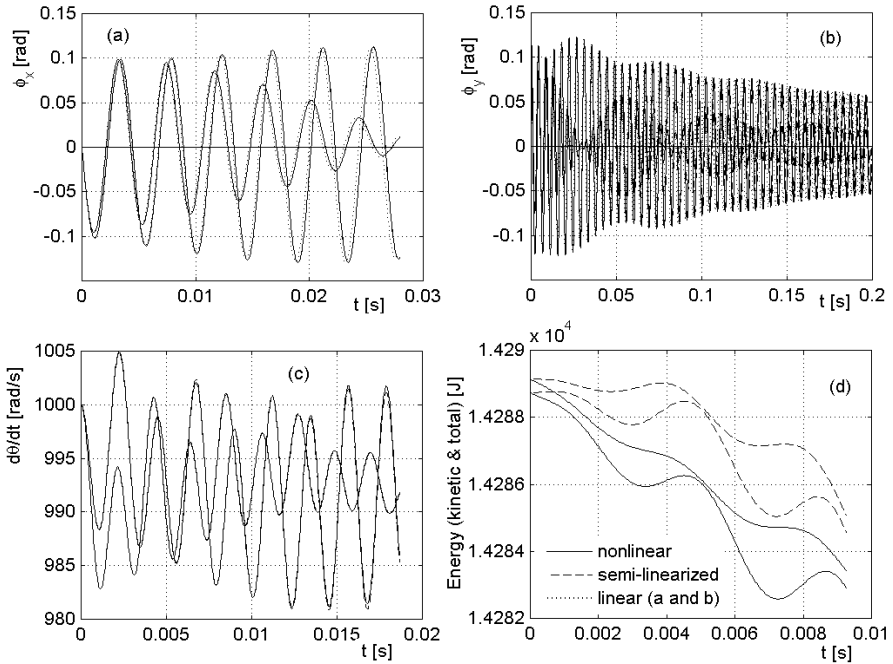 0.15
0.1
0.05
0
-0.05
-0.1
ϕx [rad]
(a)
0 0.01 0.02 0.03
t [s]
0.15
0.1
0.05
0
-0.05
-0.1
ϕy [rad]
(b)
0 0.05 0.1 0.15 0.2
t [s]
1005
1000
995
990
985
980
dθ/dt [rad/s]
(c)
0 0.005 0.01 0.015 0.02
t [s]
x 10^4
1.429
1.4288
1.4286
1.4284
1.4282
Energy (kinetic & total) [J]
(d)
nonlinear
semi-linearized
linear (a and b)
0 0.002 0.004 0.006 0.008 0.01
t [s]